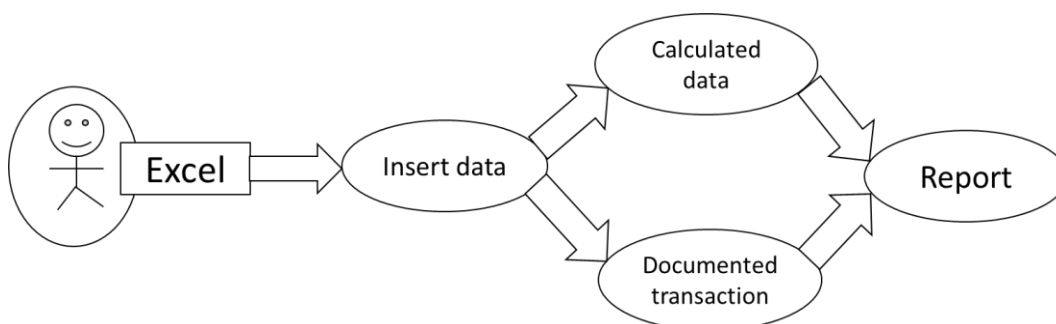 Excel
Insert data
Calculated
data
Documented
transaction
Report